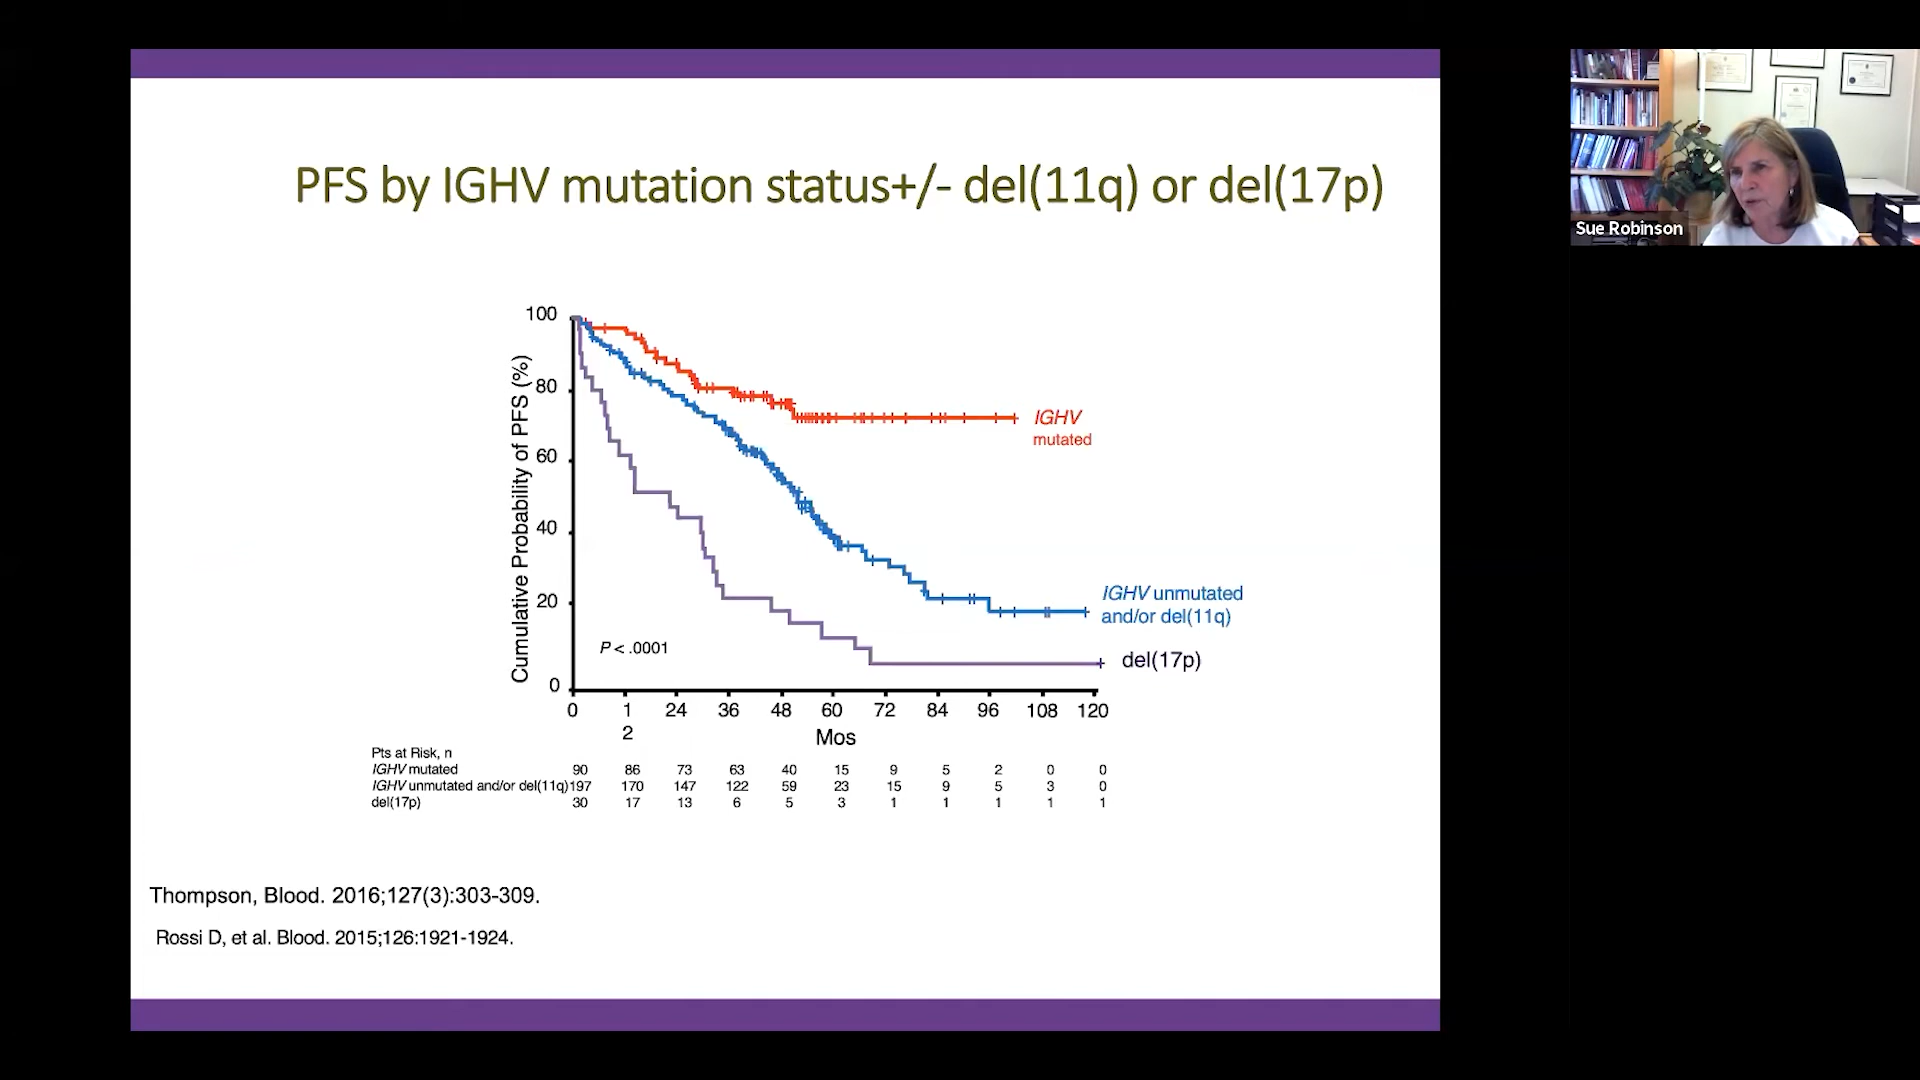 PFS by IGHV mutation status+/- del(11q) or del(17p)
Sue Robinson
Cumulative Probability of PFS (%)
100
80
60
40
20
0
IGHV
mutated
IGHV unmutated
and/or del(11q)
del(17p)
P < .0001
0 1 24 36 48 60 72 84 96 108 120
2
Mos
Pts at Risk, n
IGHV mutated 90 86 73 63 40 15 9 5 2 0 0
IGHV unmutated and/or del(11q) 197 170 147 122 59 23 15 9 5 3 0
del(17p) 30 17 13 6 5 3 1 1 1 1 1
Thompson, Blood. 2016;127(3):303-309.
Rossi D, et al. Blood. 2015;126:1921-1924.